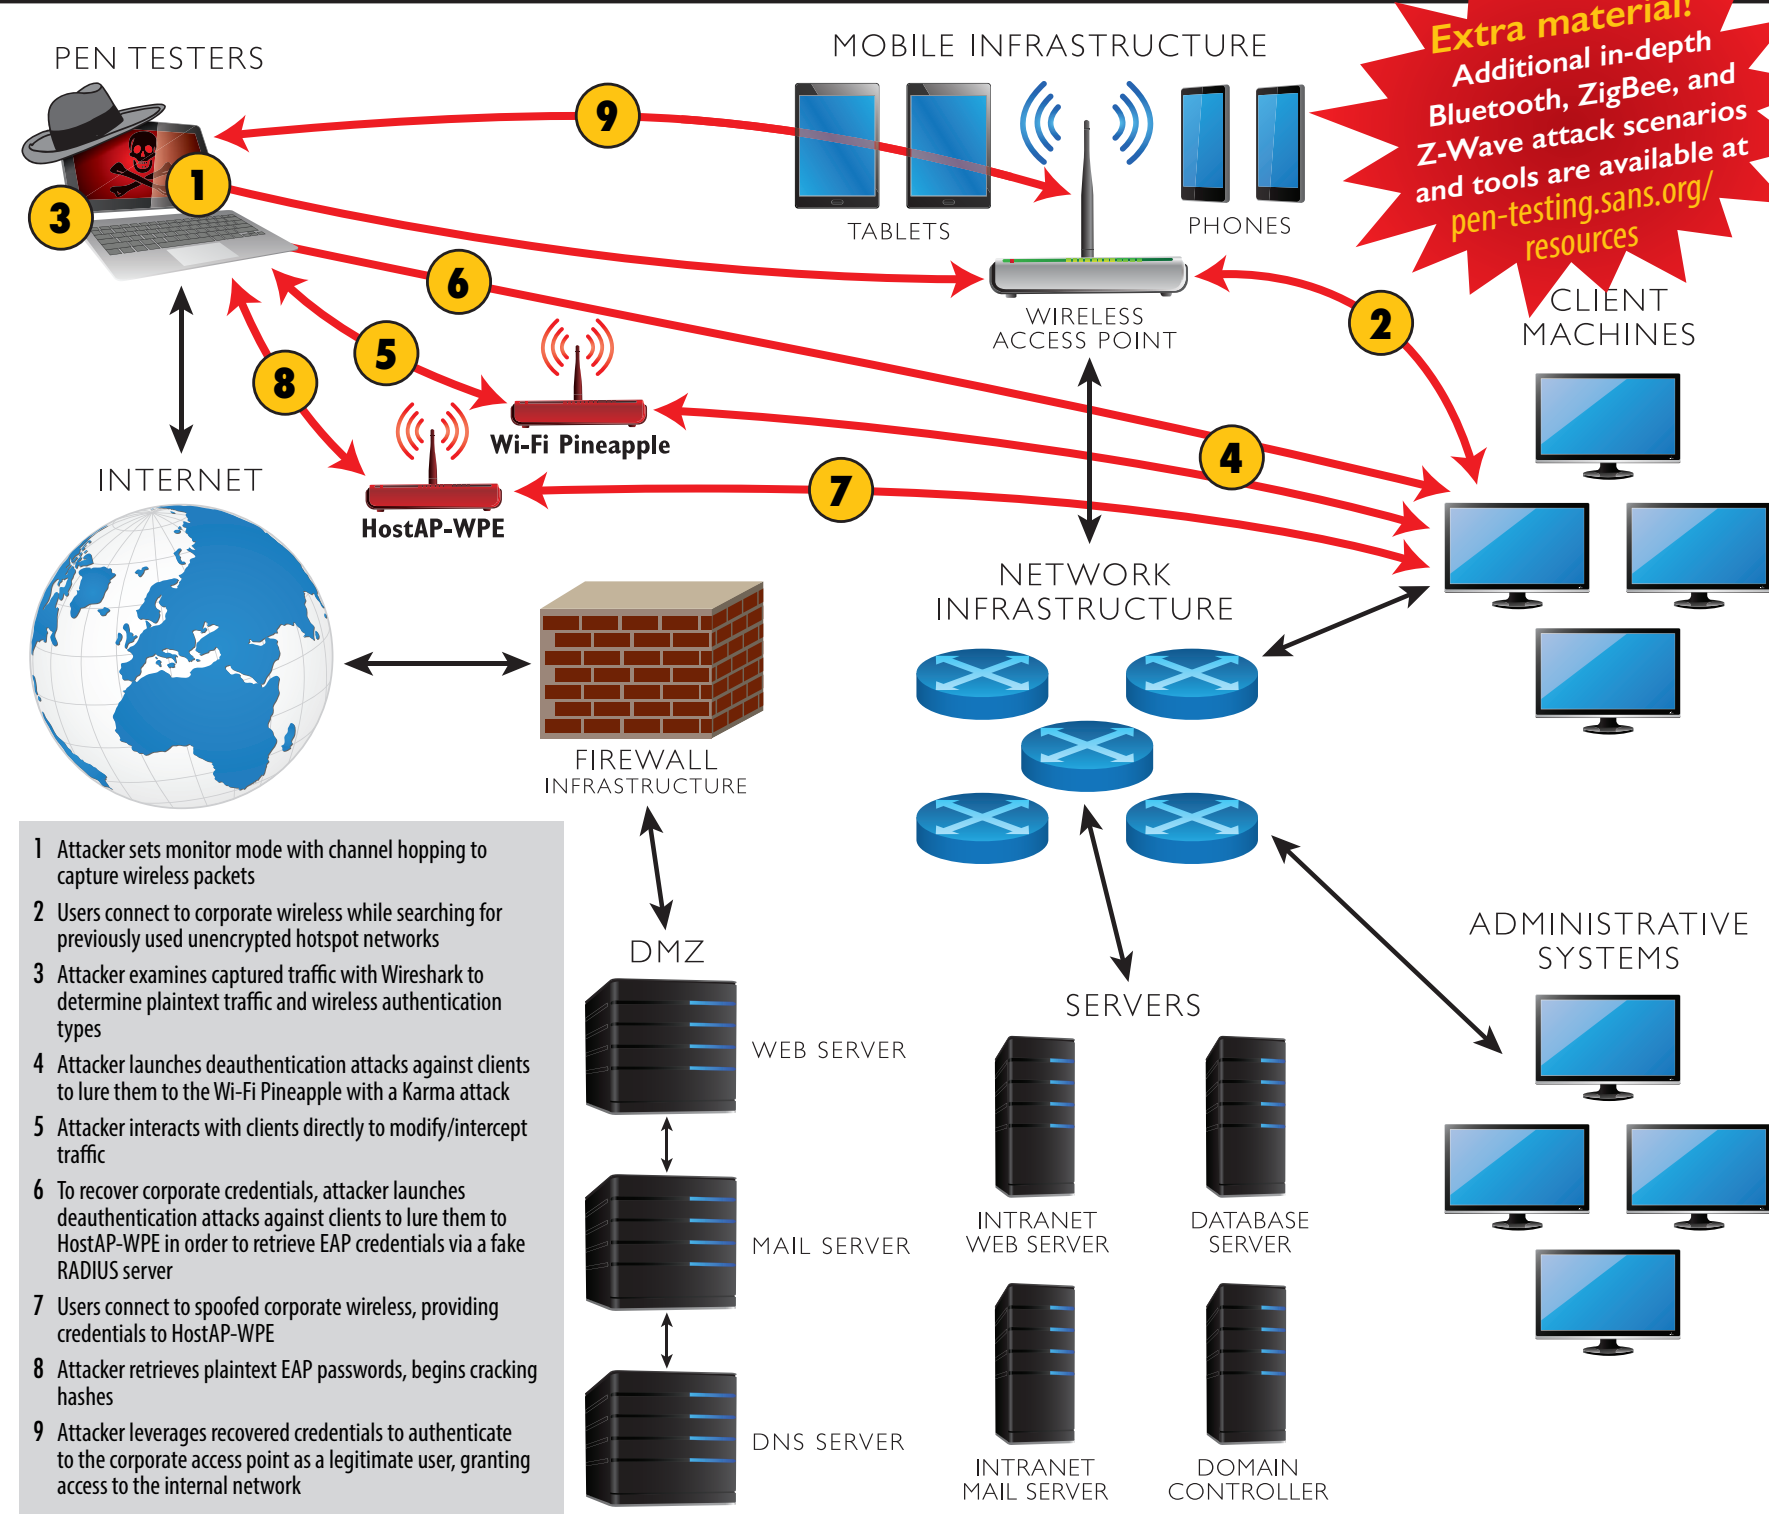 PEN TESTERS
MOBILE INFRASTRUCTURE
Extra material!
Additional in-depth
Bluetooth, ZigBee, and
Z-Wave attack scenarios
and tools are available at
pen-testing.sans.org/
resources
9
1
3
TABLETS
PHONES
6
WIRELESS
ACCESS POINT
2
CLIENT
MACHINES
5
8
Wi-Fi Pineapple
4
7
HostAP-WPE
INTERNET
NETWORK
INFRASTRUCTURE
FIREWALL
INFRASTRUCTURE
1 Attacker sets monitor mode with channel hopping to
capture wireless packets
2 Users connect to corporate wireless while searching for
previously used unencrypted hotspot networks
3 Attacker examines captured traffic with Wireshark to
determine plaintext traffic and wireless authentication
types
4 Attacker launches deauthentication attacks against clients
to lure them to the Wi-Fi Pineapple with a Karma attack
5 Attacker interacts with clients directly to modify/intercept
traffic
6 To recover corporate credentials, attacker launches
deauthentication attacks against clients to lure them to
HostAP-WPE in order to retrieve EAP credentials via a fake
RADIUS server
7 Users connect to spoofed corporate wireless, providing
credentials to HostAP-WPE
8 Attacker retrieves plaintext EAP passwords, begins cracking
hashes
9 Attacker leverages recovered credentials to authenticate
to the corporate access point as a legitimate user, granting
access to the internal network
DMZ
WEB SERVER
MAIL SERVER
DNS SERVER
SERVERS
INTRANET
WEB SERVER
DATABASE
SERVER
INTRANET
MAIL SERVER
DOMAIN
CONTROLLER
ADMINISTRATIVE
SYSTEMS